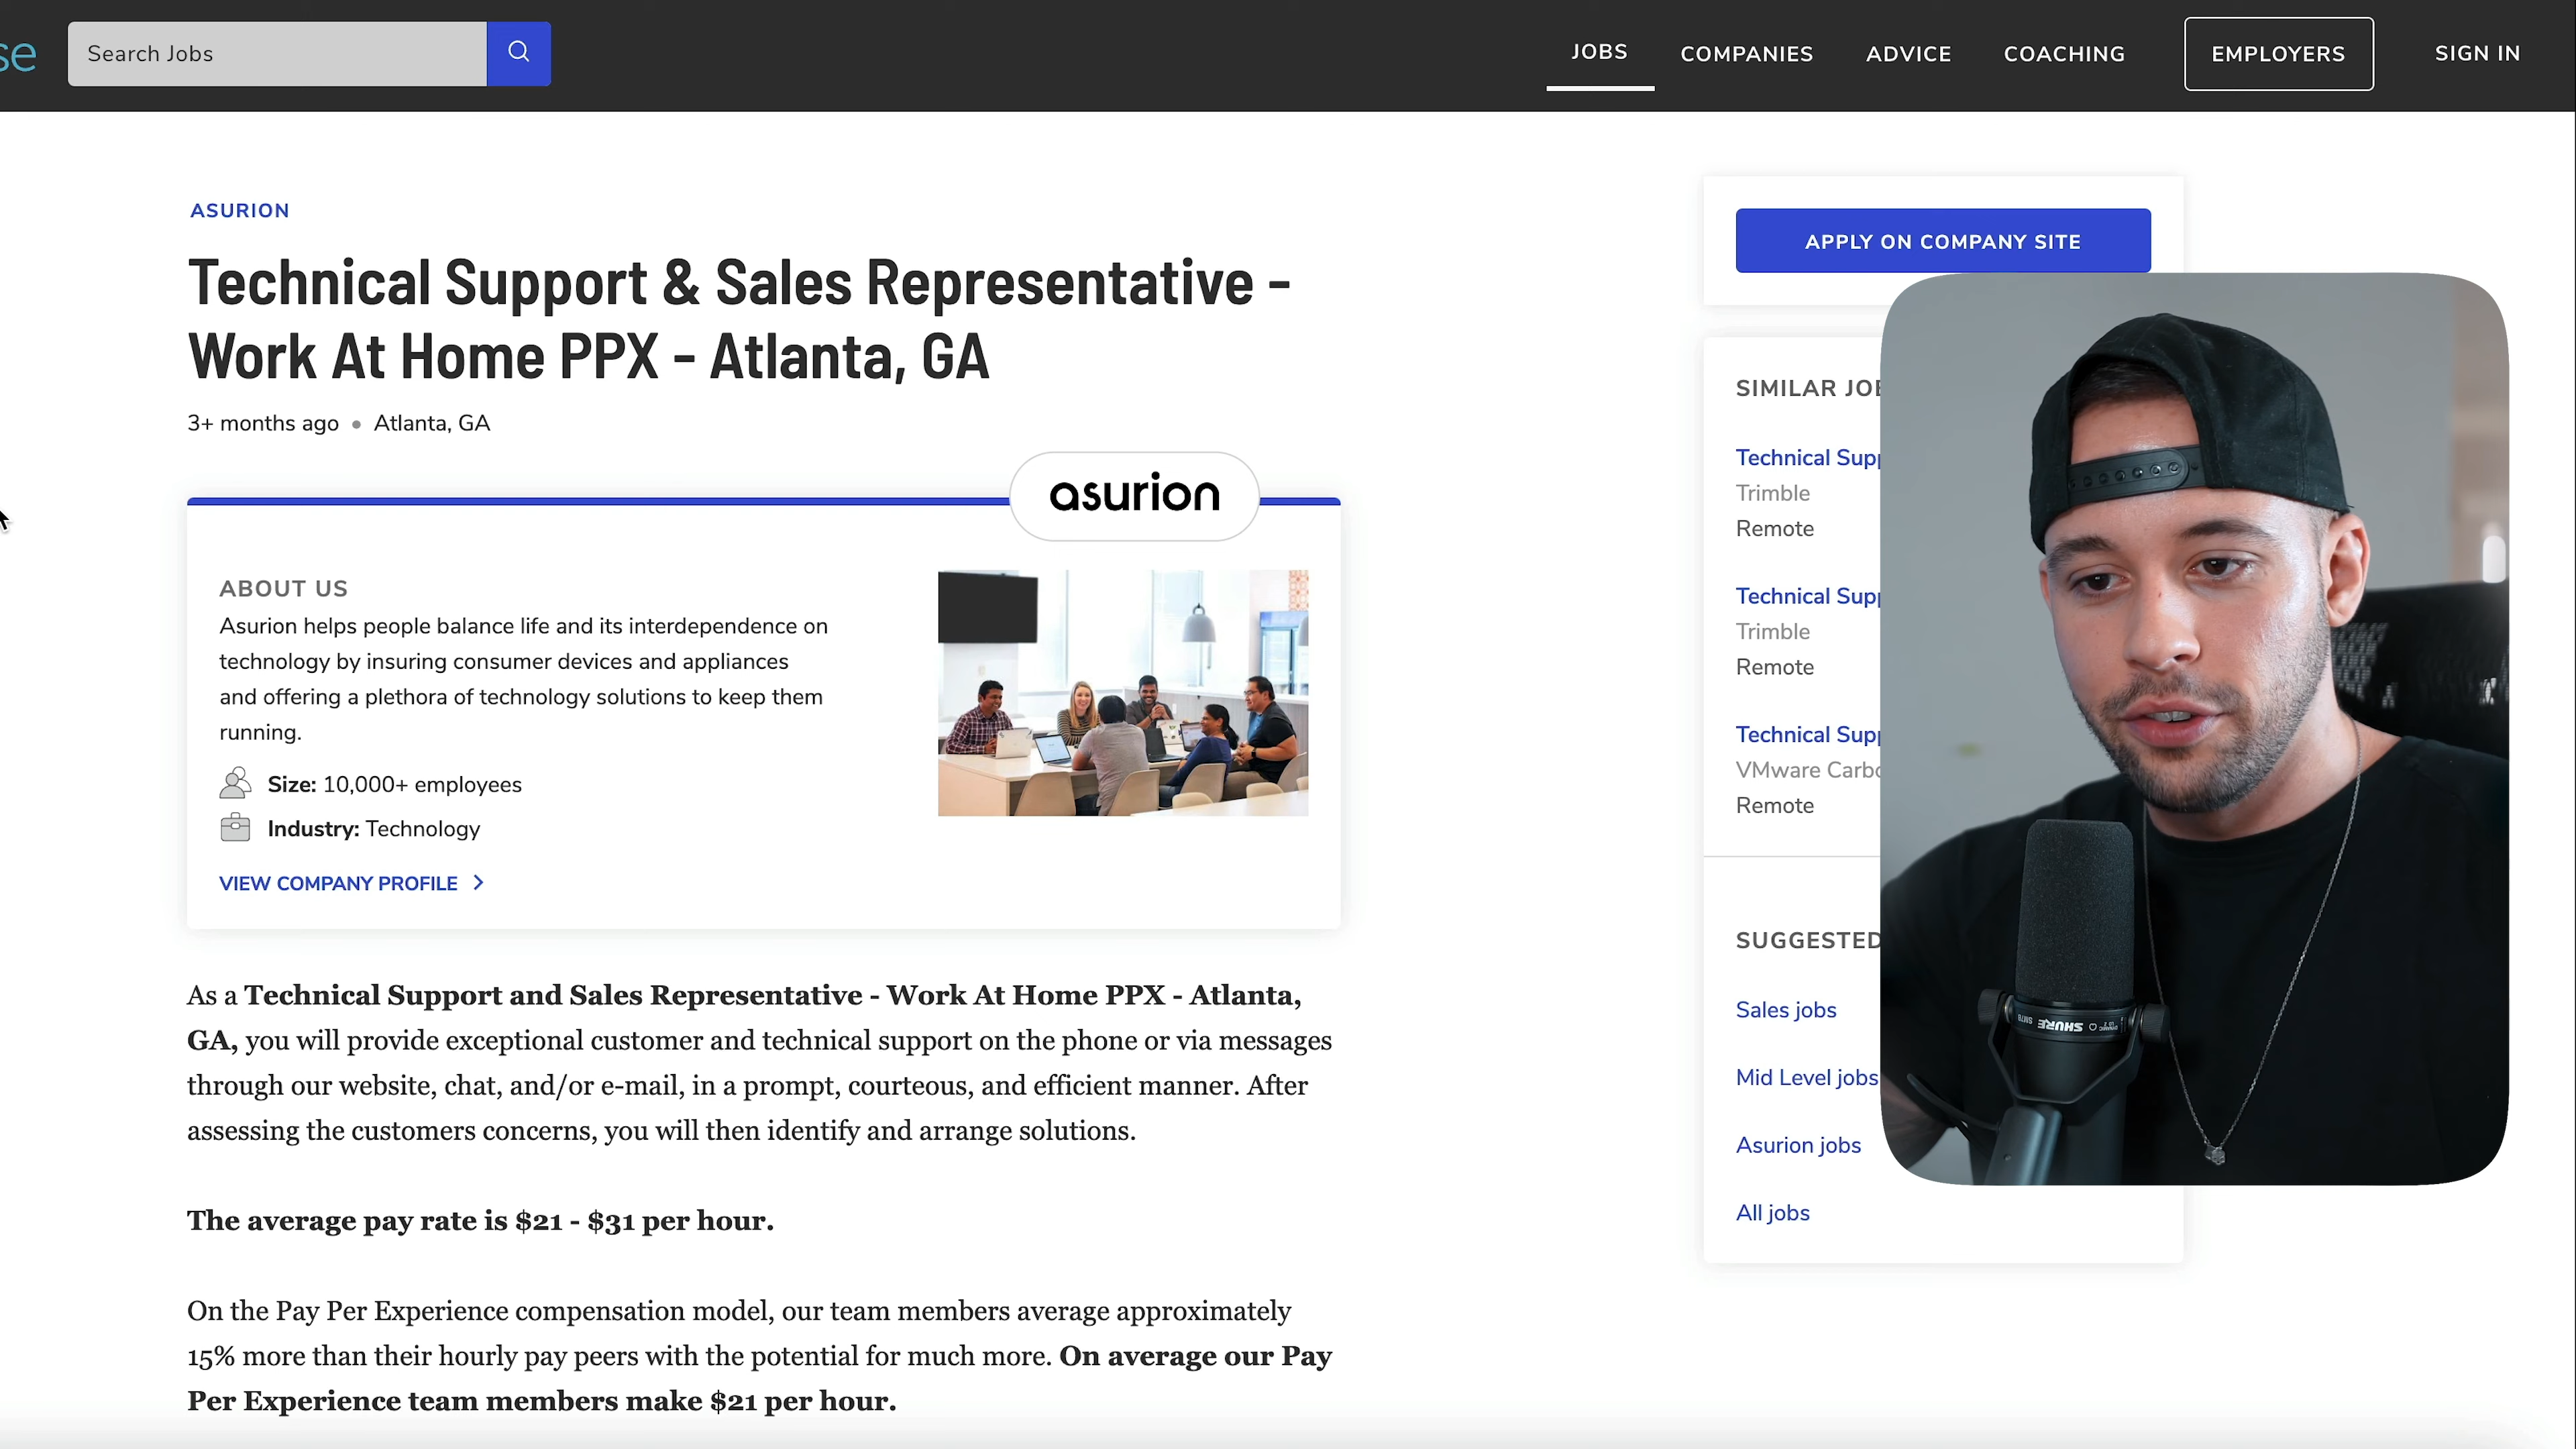 se
Search Jobs
JOBS
COMPANIES
ADVICE
COACHING
EMPLOYERS
SIGN IN
ASURION
Technical Support & Sales Representative -
Work At Home PPX - Atlanta, GA
3+ months ago • Atlanta, GA
asurion
ABOUT US
Asurion helps people balance life and its interdependence on
technology by insuring consumer devices and appliances
and offering a plethora of technology solutions to keep them
running.
Size: 10,000+ employees
Industry: Technology
VIEW COMPANY PROFILE
As a Technical Support and Sales Representative - Work At Home PPX - Atlanta,
GA, you will provide exceptional customer and technical support on the phone or via messages
through our website, chat, and/or e-mail, in a prompt, courteous, and efficient manner. After
assessing the customers concerns, you will then identify and arrange solutions.
The average pay rate is $21 - $31 per hour.
On the Pay Per Experience compensation model, our team members average approximately
15% more than their hourly pay peers with the potential for much more. On average our Pay
Per Experience team members make $21 per hour.
APPLY ON COMPANY SITE
SIMILAR JO
Technical Sup
Trimble
Remote
Technical Sup
Trimble
Remote
Technical Sup
VMware Carb
Remote
SUGGESTED
Sales jobs
Mid Level jobs
Asurion jobs
All jobs
SHURE
SM7B